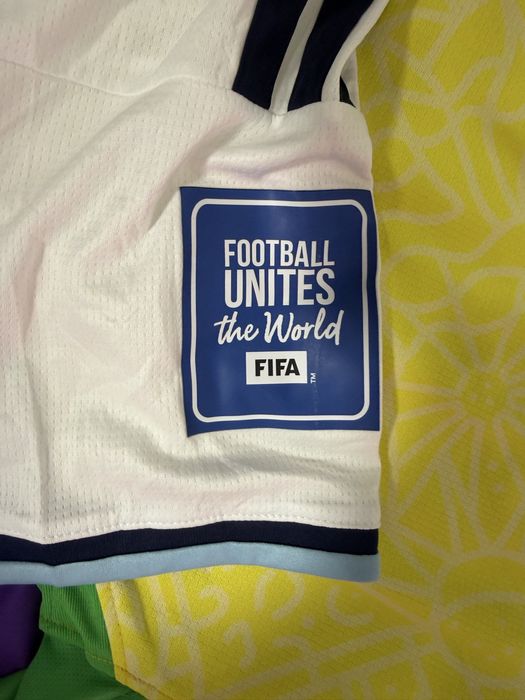 FOOTBALL
UNITES
the World
FIFA
TM